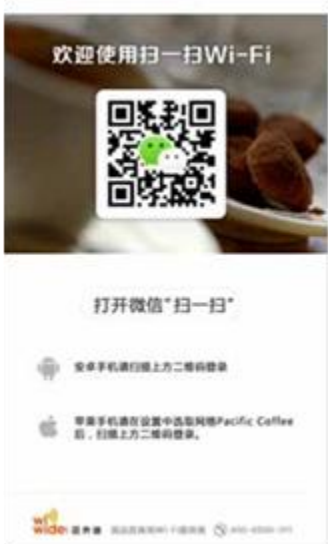 欢迎使用扫一扫Wi-Fi
打开微信“扫一扫”
安卓手机请扫描上方二维码登录
苹果手机请在设置中选取网络Pacific Coffee
后，扫描上方二维码登录。
wi
wide! 迈外迪